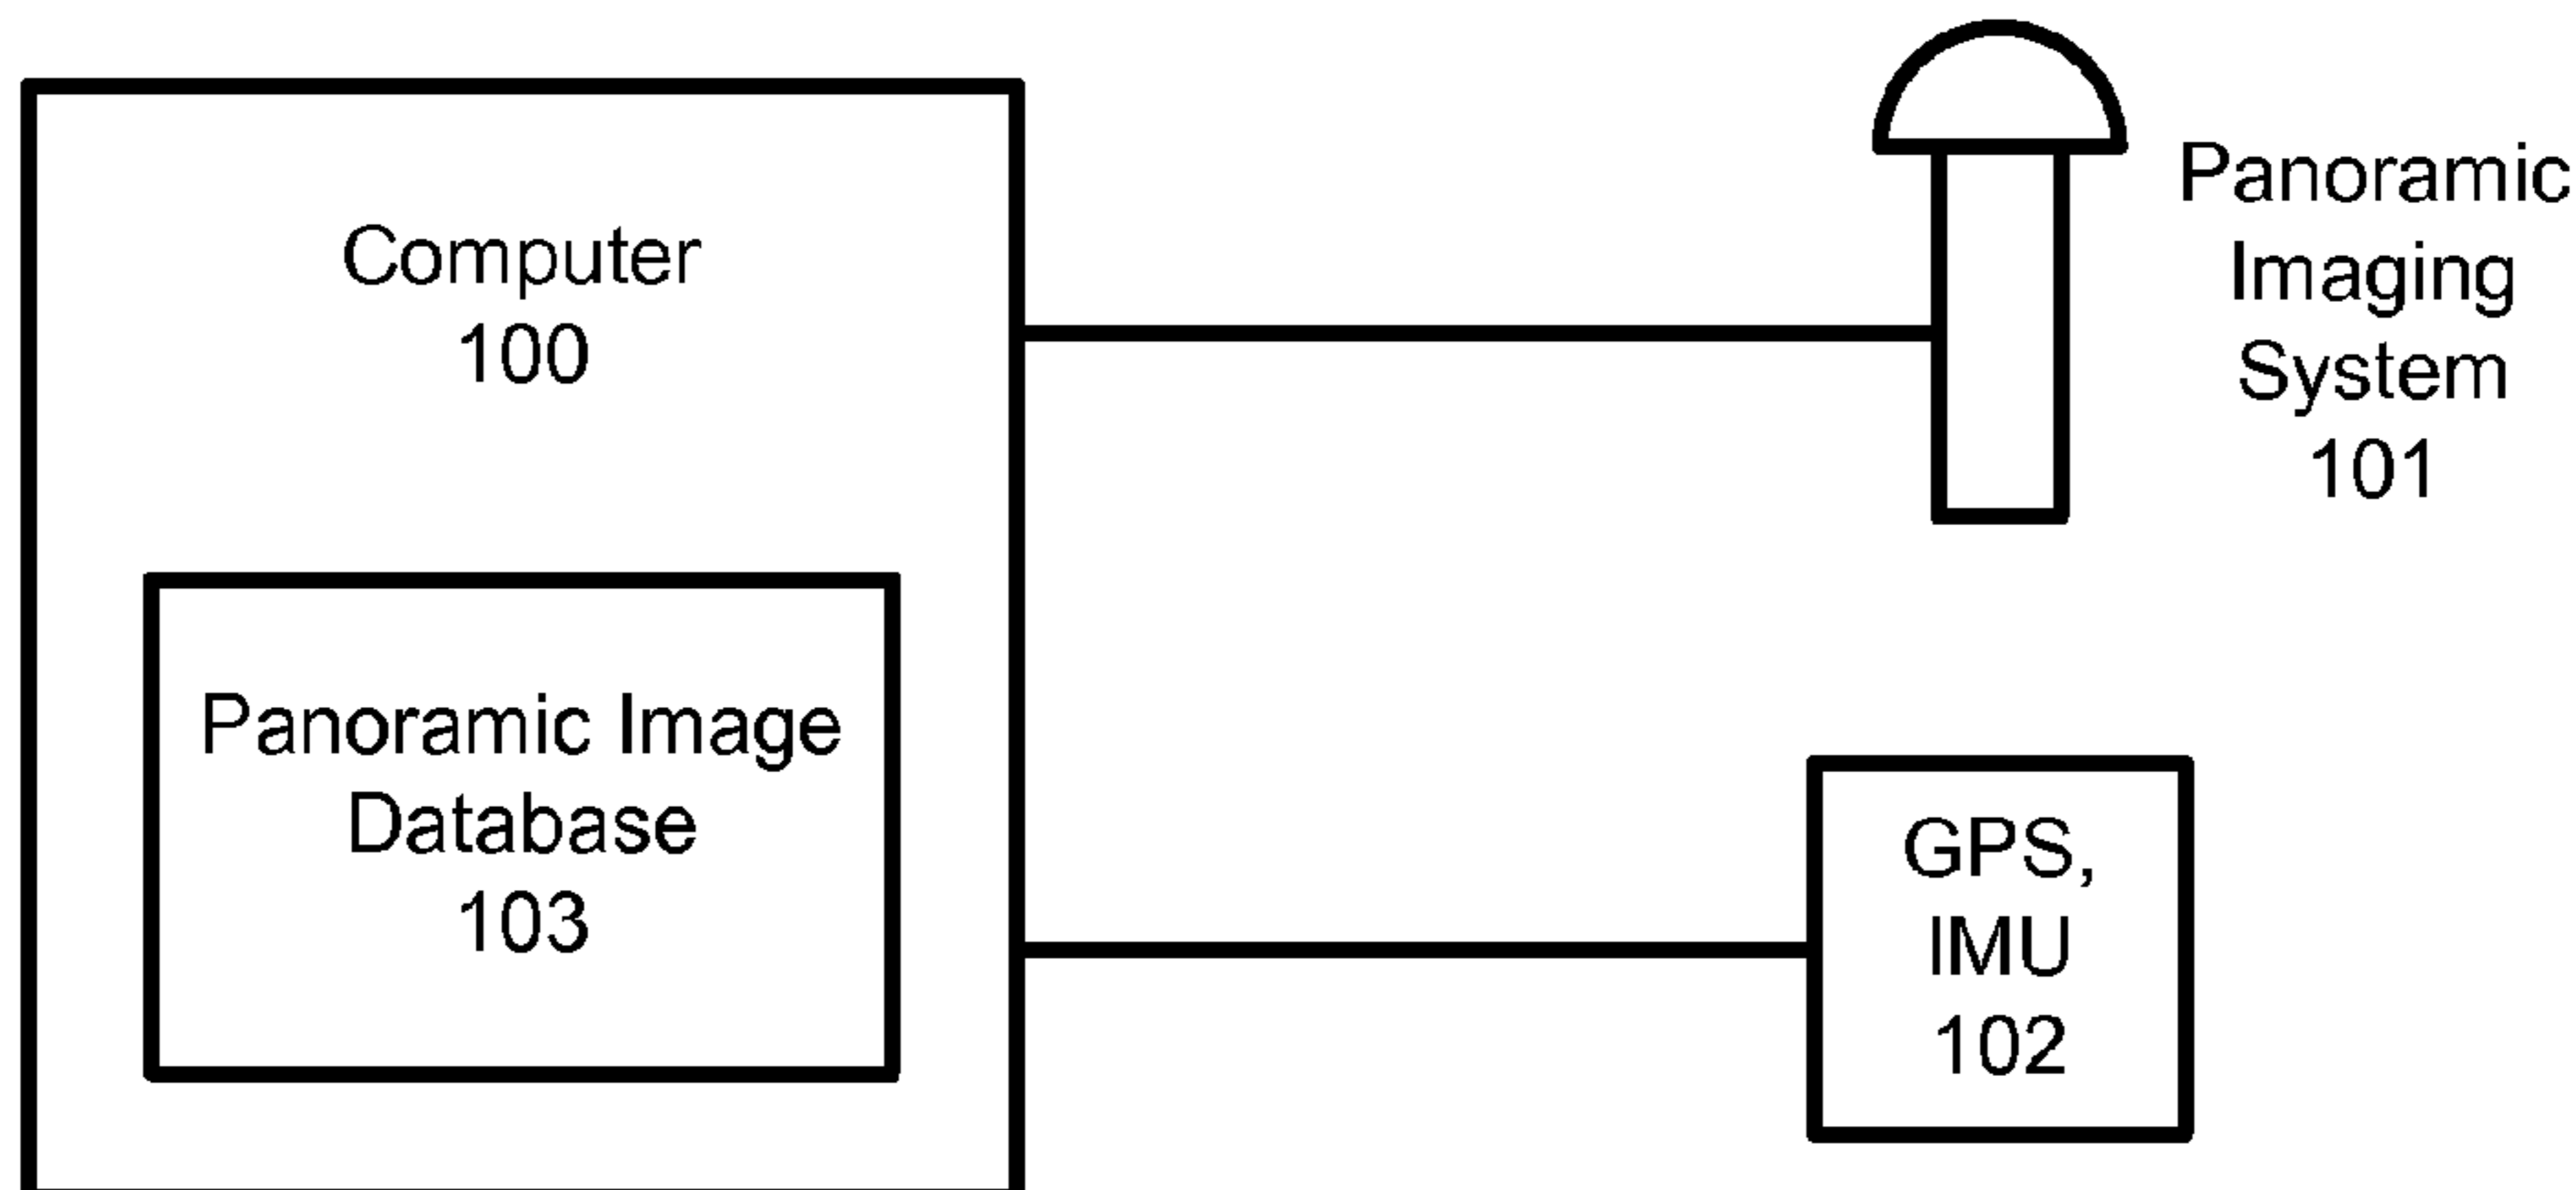 Computer
100
Panoramic Image
Database
103
Panoramic
Imaging
System
101
GPS,
IMU
102